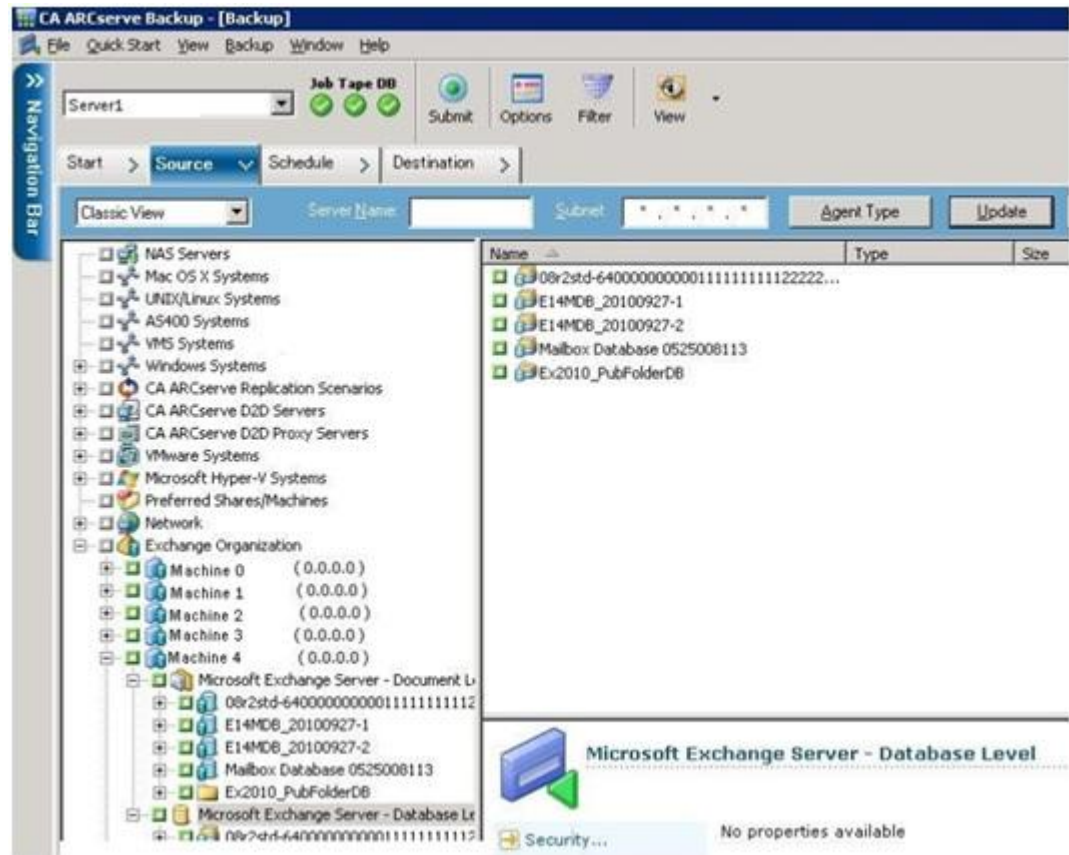 CA ARCserve Backup - [Backup]
File Quick Start View Backup Window Help
Navigation Bar
Job Tape DB
Server1
Submit
Options
Filter
View
Start
Source
Schedule
Destination
Classic View
Server Name
Subnet
* . * . * . *
Agent Type
Update
NAS Servers
Mac OS X Systems
UNIX/Linux Systems
AS400 Systems
VMS Systems
Windows Systems
CA ARCserve Replication Scenarios
CA ARCserve D2D Servers
CA ARCserve D2D Proxy Servers
VMware Systems
Microsoft Hyper-V Systems
Preferred Shares/Machines
Network
Exchange Organization
Machine 0 (0.0.0.0)
Machine 1 (0.0.0.0)
Machine 2 (0.0.0.0)
Machine 3 (0.0.0.0)
Machine 4 (0.0.0.0)
Microsoft Exchange Server - Document
E14MDB_20100927-1
E14MDB_20100927-2
Mailbox Database 0525008113
Ex2010_PubFolderDB
Microsoft Exchange Server - Database Le
Name Type Size
E14MDB_20100927-1
E14MDB_20100927-2
Mailbox Database 0525008113
Ex2010_PubFolderDB
Microsoft Exchange Server - Database Level
Security...
No properties available